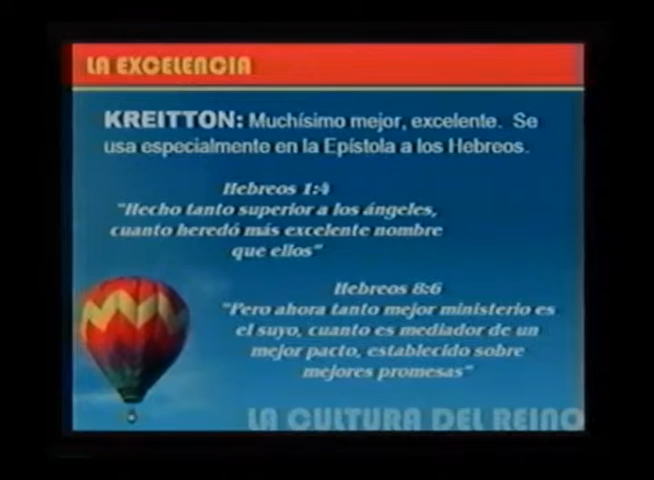 LA EXCELENCIA
KREITTON: Muchísimo mejor, excelente. Se
usa especialmente en la Epístola a los Hebreos.
Hebreos 1:4
"Hecho tanto superior a los ángeles,
cuanto heredó más excelente nombre
que ellos"
Hebreos 8:6
"Pero ahora tanto mejor ministerio es
el suyo, cuanto es mediador de un
mejor pacto, establecido sobre
mejores promesas"
LA CULTURA DEL REINO